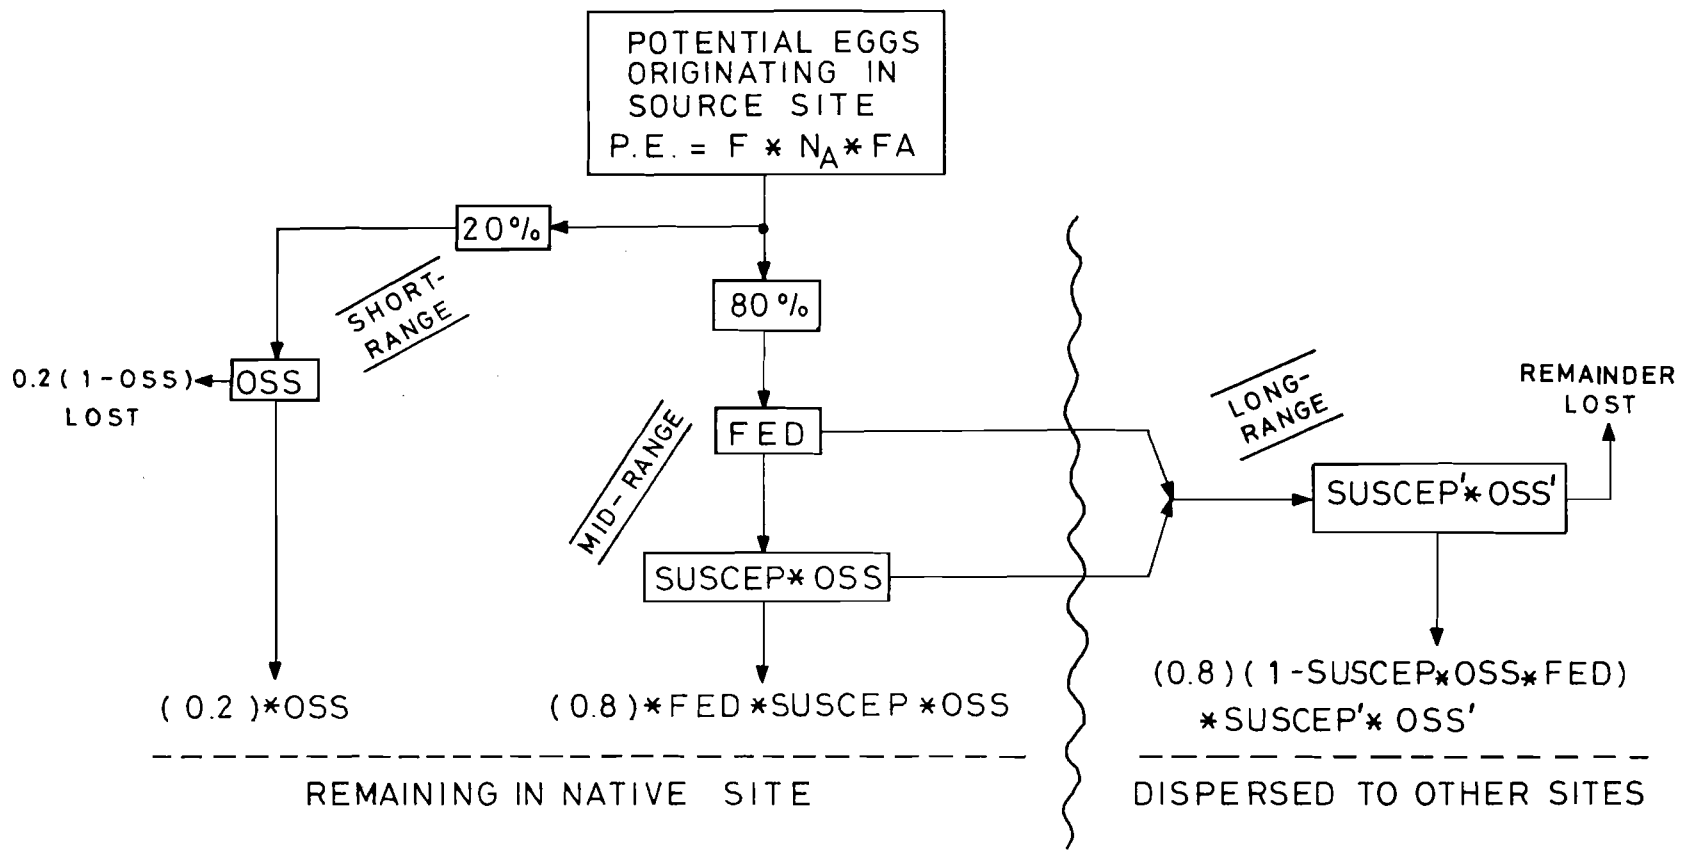 POTENTIAL EGGS
ORIGINATING IN
SOURCE SITE
P.E. = F * NA * FA
20%
80%
SHORT-
RANGE
0.2 ( 1-OSS )
LOST
OSS
FED
MID-RANGE
SUSCEP* OSS
LONG-
RANGE
REMAINDER
LOST
SUSCEP'* OSS'
( 0.2 )*OSS
(0.8)*FED *SUSCEP *OSS
(0.8)(1-SUSCEP*OSS*FED)
*SUSCEP'* OSS'
REMAINING IN NATIVE SITE
DISPERSED TO OTHER SITES